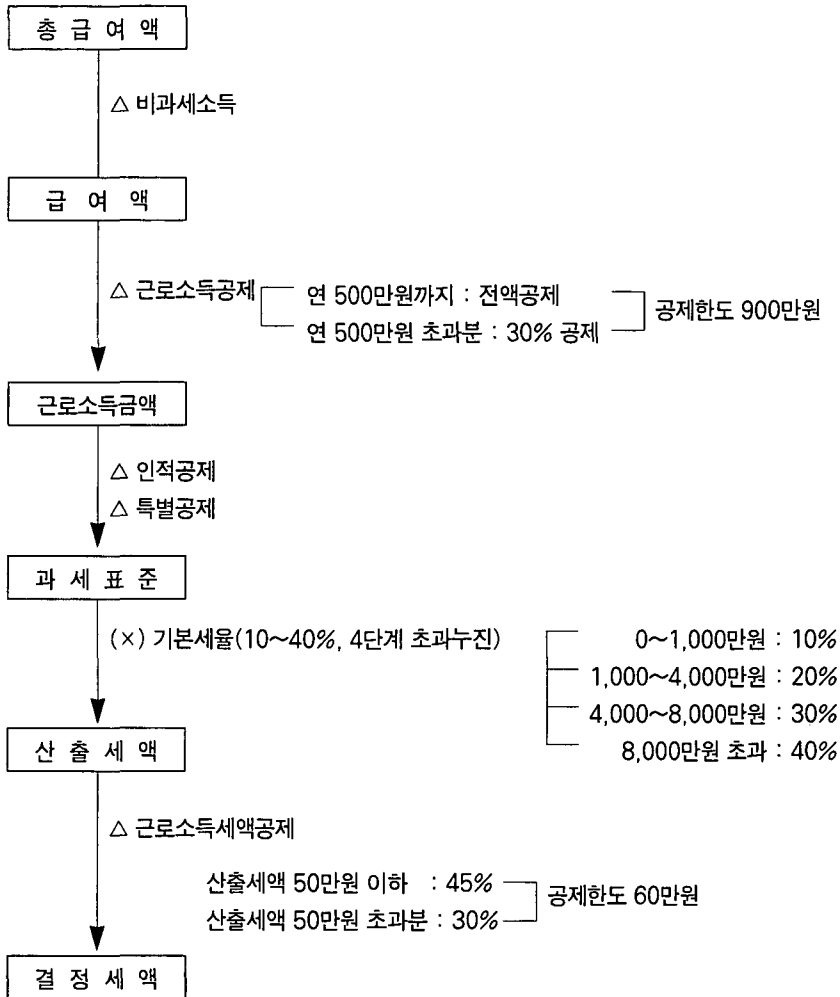 총 급 여 액
△ 비과세소득
급 여 액
△ 근로소득공제
연 500만원까지 : 전액공제
연 500만원 초과분 : 30% 공제
공제한도 900만원
근로소득금액
△ 인적공제
△ 특별공제
과 세 표 준
(×) 기본세율(10~40%, 4단계 초과누진)
0~1,000만원 : 10%
1,000~4,000만원 : 20%
4,000~8,000만원 : 30%
8,000만원 초과 : 40%
산 출 세 액
△ 근로소득세액공제
산출세액 50만원 이하 : 45%
산출세액 50만원 초과분 : 30%
공제한도 60만원
결 정 세 액